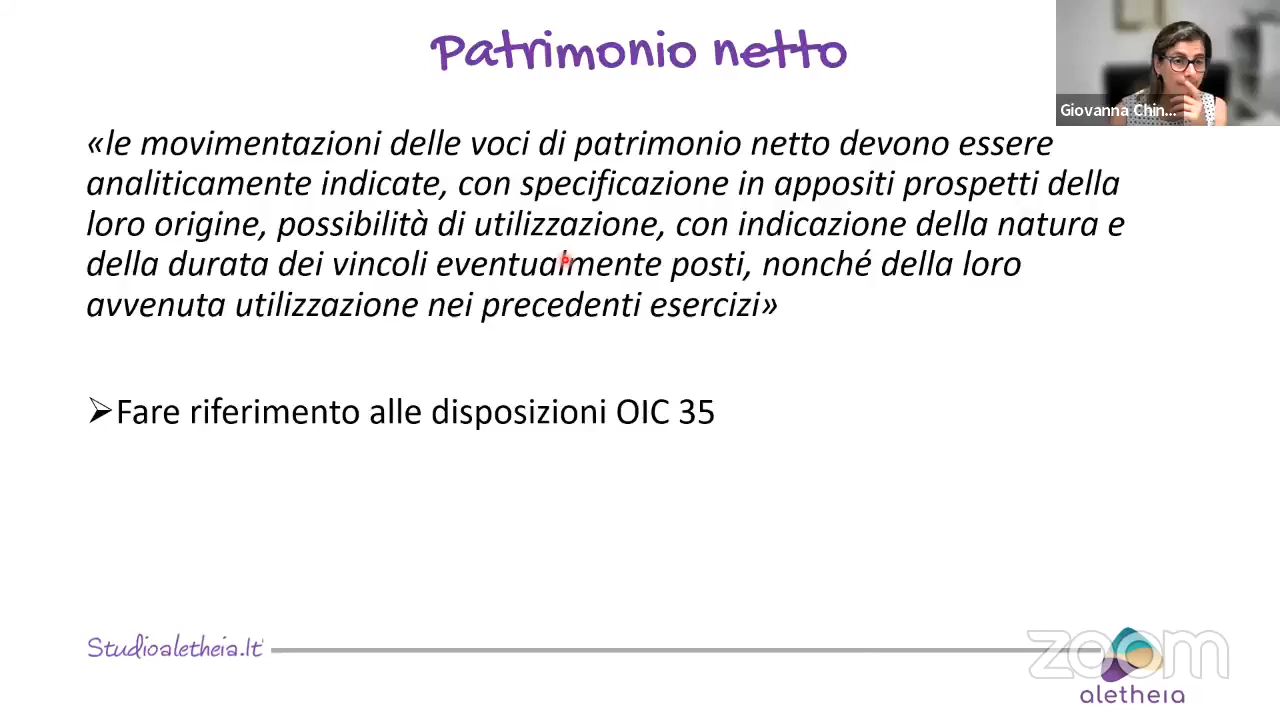 Patrimonio netto
Giovanna Chin...
«le movimentazioni delle voci di patrimonio netto devono essere
analiticamente indicate, con specificazione in appositi prospetti della
loro origine, possibilità di utilizzazione, con indicazione della natura e
della durata dei vincoli eventualmente posti, nonché della loro
avvenuta utilizzazione nei precedenti esercizi»
➢Fare riferimento alle disposizioni OIC 35
Studioaletheia.It
zoom
aletheia